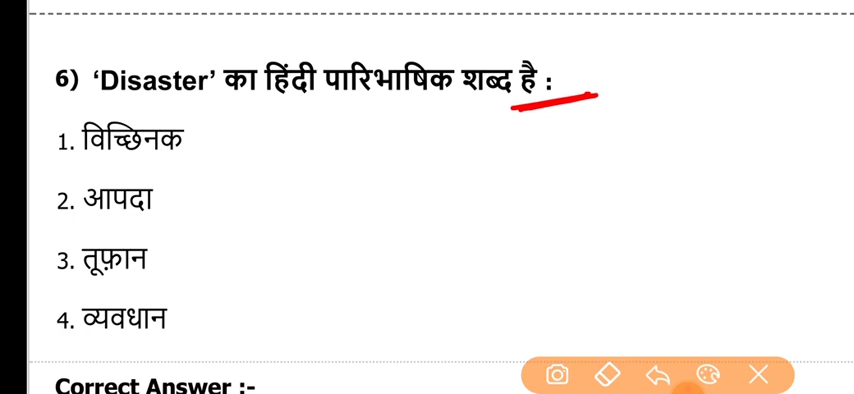 6) ‘Disaster’ का हिंदी पारिभाषिक शब्द है :
1. विच्छिनक
2. आपदा
3. तूफ़ान
4. व्यवधान
Correct Answer :-